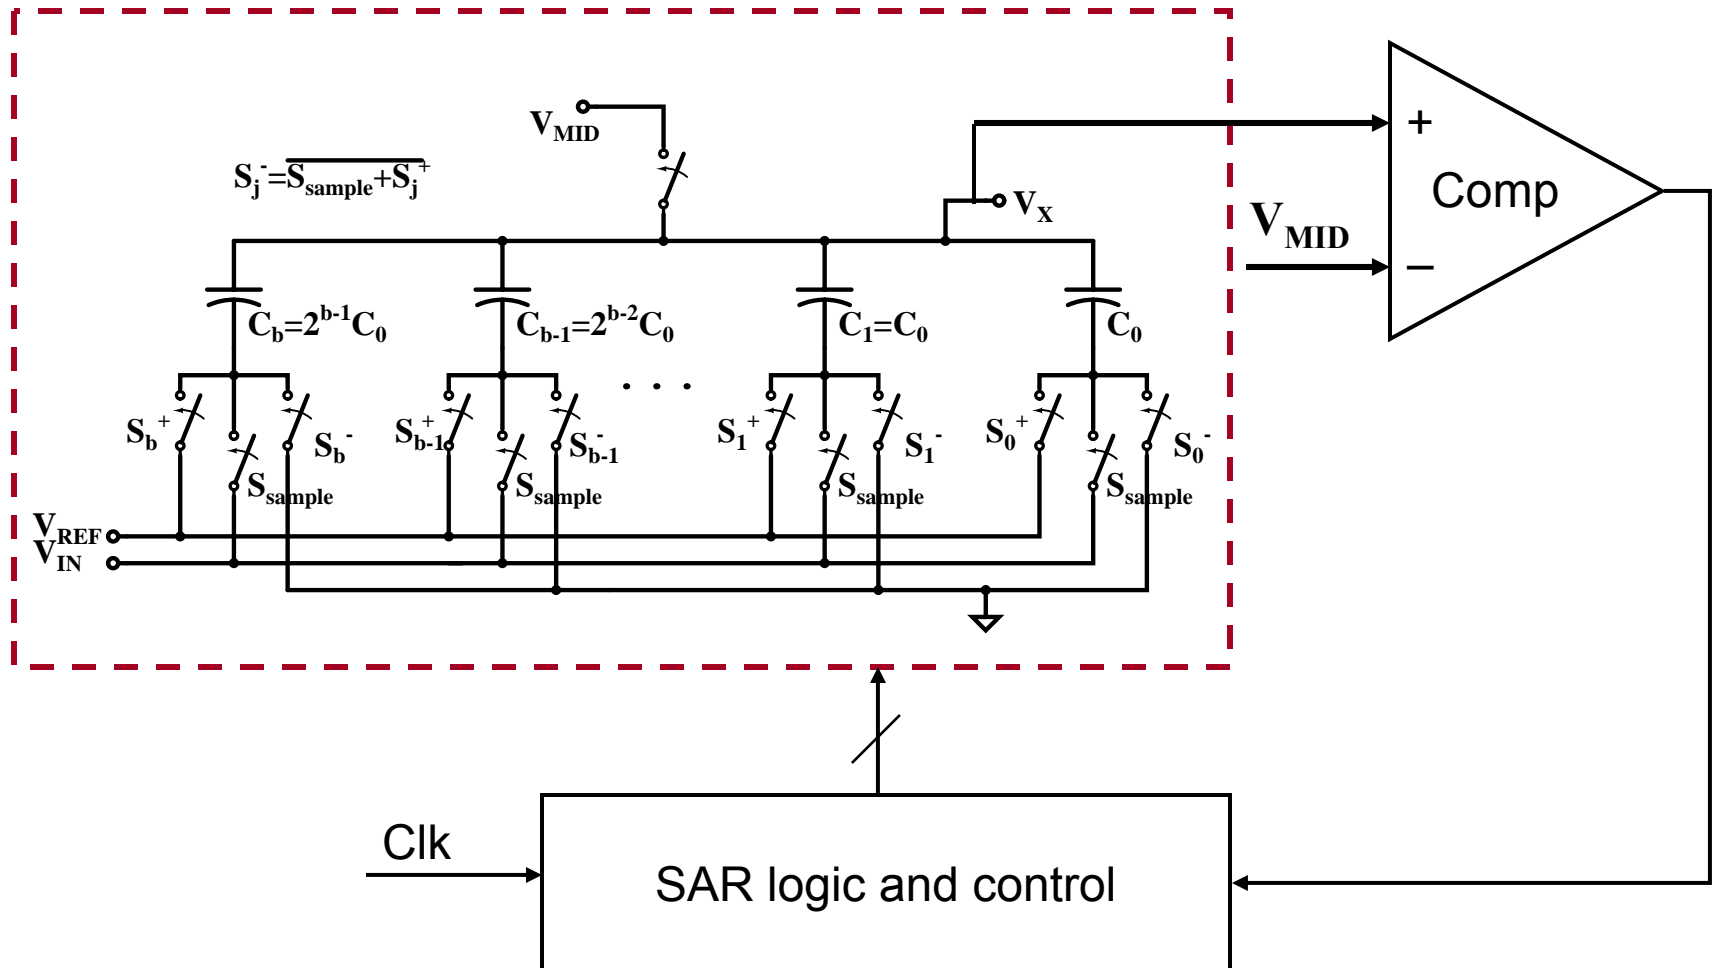 V_MID
S_j^-=\overline{S_sample+S_j^+}
V_X
+
Comp
V_MID
−
C_b=2^{b-1}C_0
C_{b-1}=2^{b-2}C_0
C_1=C_0
C_0
. . .
S_b^+
S_b^-
S_{b-1}^+
S_{b-1}^-
S_1^+
S_1^-
S_0^+
S_0^-
S_sample
S_sample
S_sample
S_sample
V_REF
V_IN
Clk
SAR logic and control